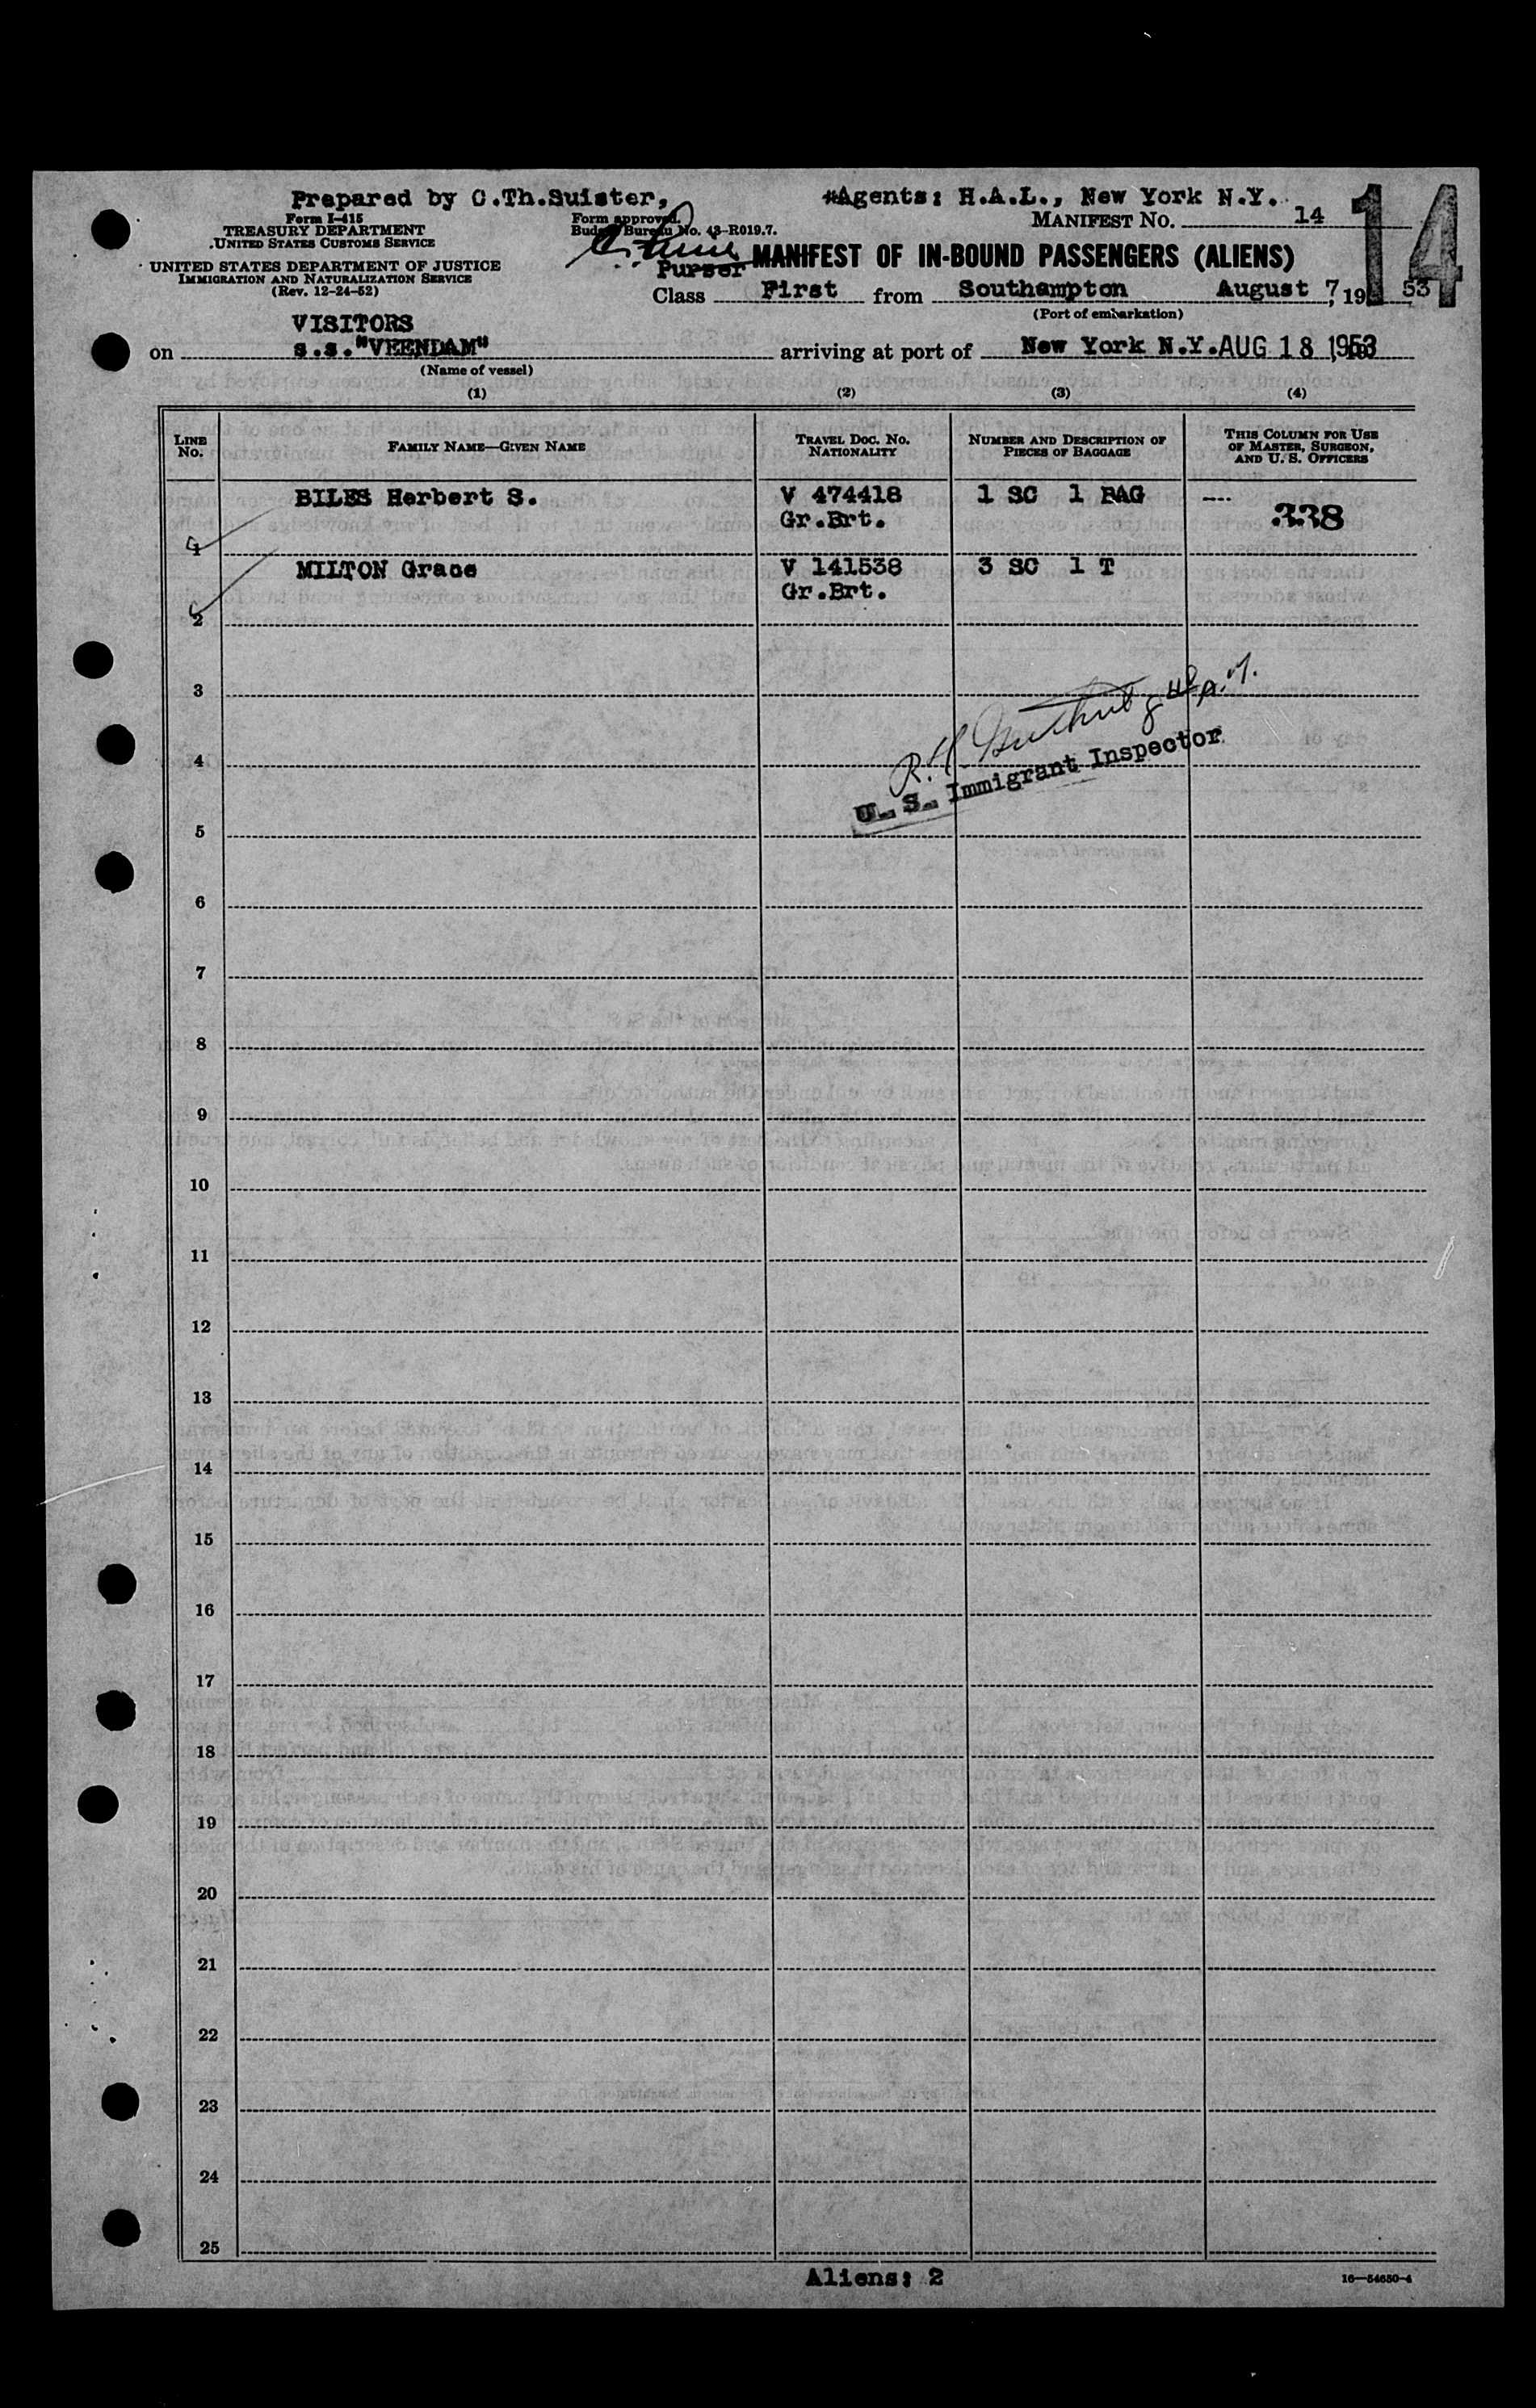 Prepared by C.Th.Suister, Agents: H.A.L., New York N.Y.
Form I-415
TREASURY DEPARTMENT
UNITED STATES CUSTOMS SERVICE
UNITED STATES DEPARTMENT OF JUSTICE
IMMIGRATION AND NATURALIZATION SERVICE
(Rev. 12-24-52)
Form approved.
Budget Bureau No. 43-R019.7.
Purser
MANIFEST NO. 14
14
MANIFEST OF IN-BOUND PASSENGERS (ALIENS)
Class First from Southampton August 7, 1953
(Port of embarkation)
VISITORS
on s.s."VEENDAM" arriving at port of New York N.Y. AUG 18 1953
(Name of vessel)
(1) (2) (3) (4)
LINE NO. FAMILY NAME—GIVEN NAME TRAVEL DOC. NO. NATIONALITY NUMBER AND DESCRIPTION OF PIECES OF BAGGAGE THIS COLUMN FOR USE OF MASTER, SURGEON, AND U. S. OFFICERS
BILES Herbert S. V 474418 1 SC 1 BAG ---
1 Gr.Brt. 338
MILTON Grace V 141538 3 SC 1 T
2 Gr.Brt.
3
4
U. S. Immigrant Inspector
5
6
7
8
9
10
11
12
13
14
15
16
17
18
19
20
21
22
23
24
25
Aliens: 2
16—54650-4